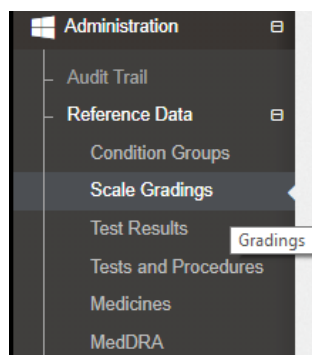 Administration
Audit Trail
Reference Data
Condition Groups
Scale Gradings
Test Results
Gradings
Tests and Procedures
Medicines
MedDRA